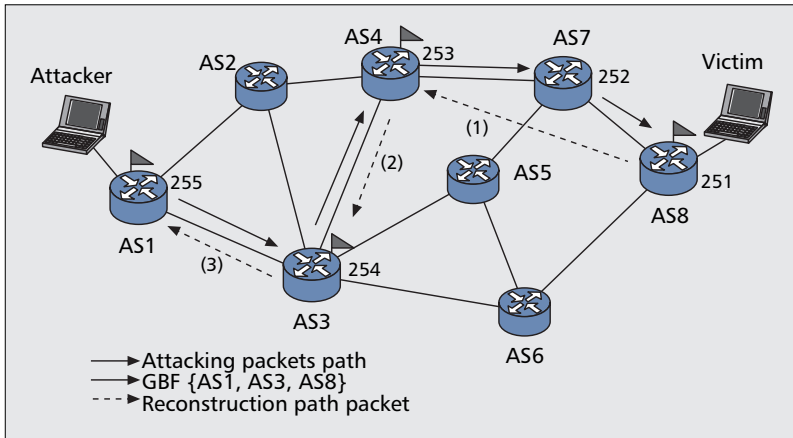 AS4
AS7
AS2
253
Attacker
252
Victim
(1)
(2)
AS5
255
251
AS8
AS1
(3)
254
AS3
AS6
Attacking packets path
GBF {AS1, AS3, AS8}
Reconstruction path packet